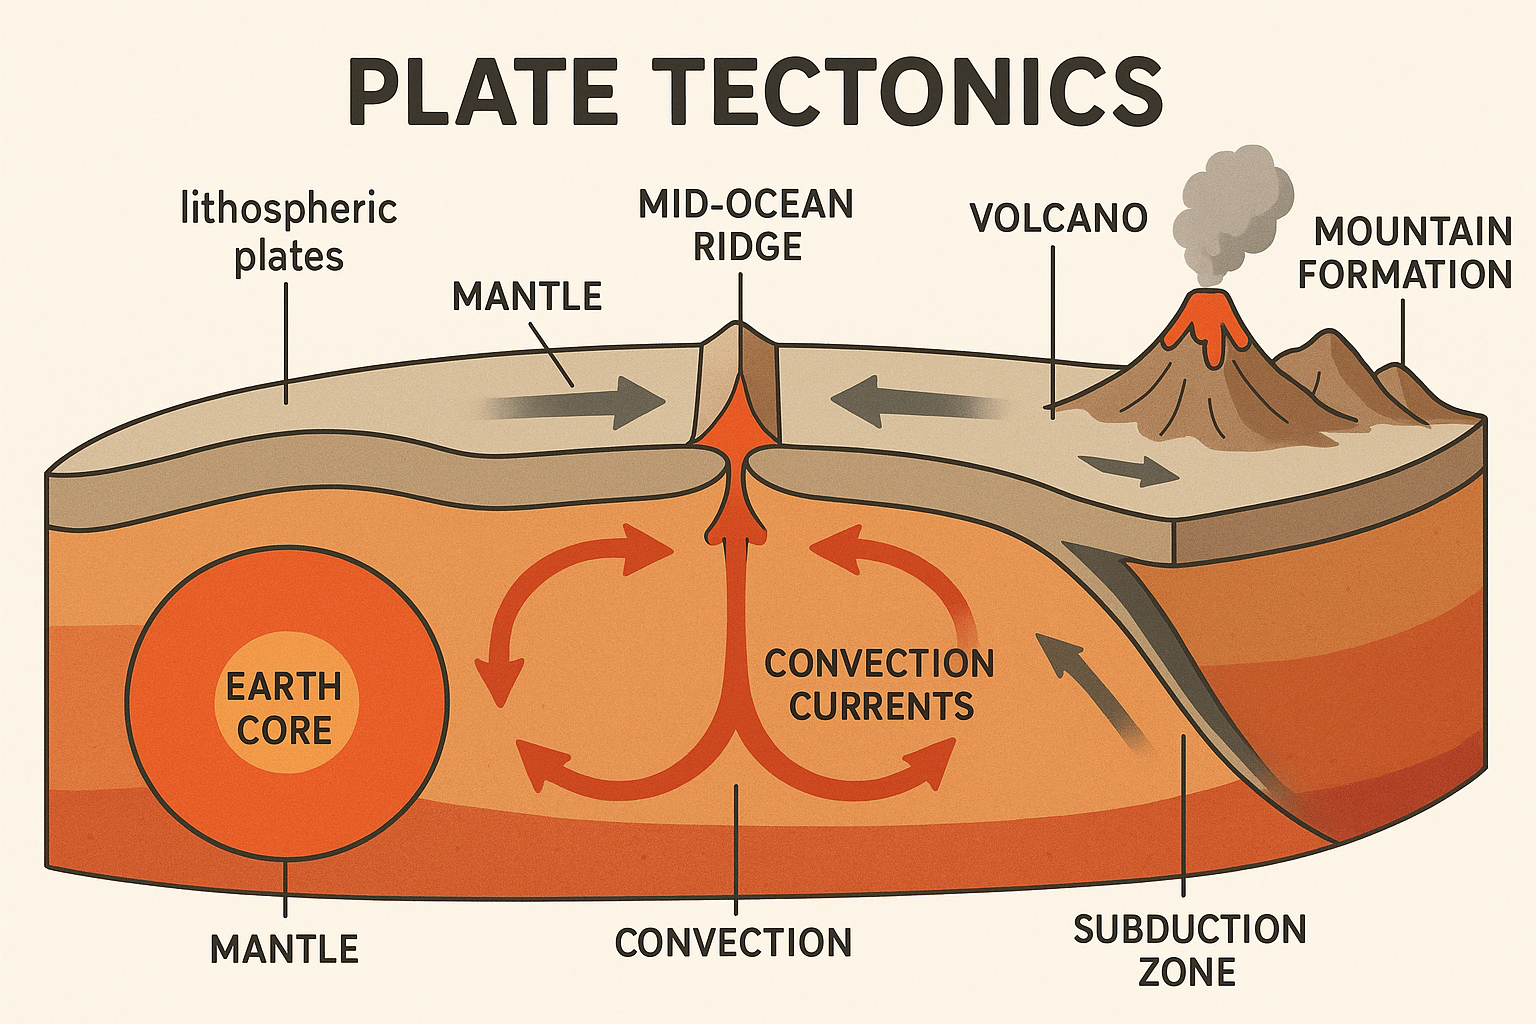 PLATE TECTONICS
lithospheric
plates
MANTLE
MID-OCEAN
RIDGE
VOLCANO
MOUNTAIN
FORMATION
EARTH
CORE
CONVECTION
CURRENTS
MANTLE
CONVECTION
SUBDUCTION
ZONE